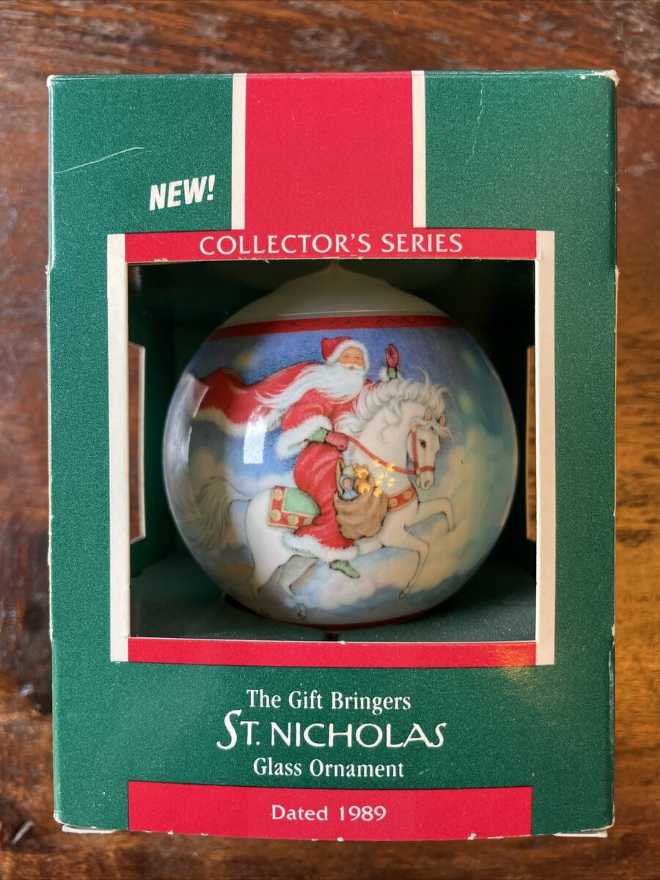 NEW!
COLLECTOR'S SERIES
The Gift Bringers
ST. NICHOLAS
Glass Ornament
Dated 1989